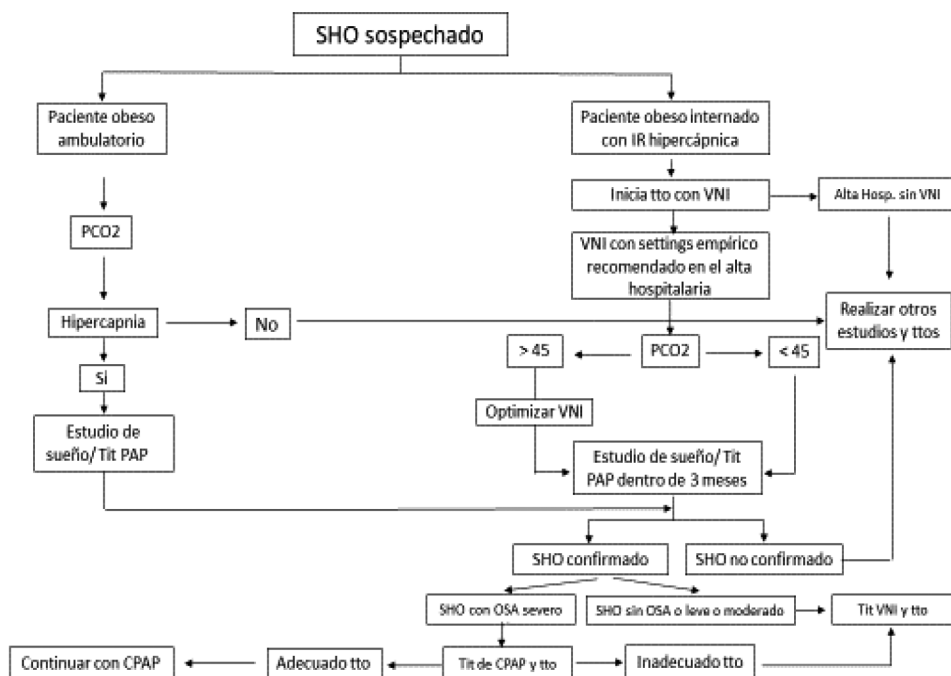 SHO sospechado
Paciente obeso
ambulatorio
Paciente obeso internado
con IR hipercápnica
Inicia tto con VNI
Alta Hosp. sin VNI
PCO2
VNI con settings empírico
recomendado en el alta
hospitalaria
Hipercapnia
No
Realizar otros
estudios y ttos
> 45
PCO2
< 45
Si
Optimizar VNI
Estudio de
sueño/ Tit PAP
Estudio de sueño/ Tit
PAP dentro de 3 meses
SHO confirmado
SHO no confirmado
SHO con OSA severo
SHO sin OSA o leve o moderado
Tit VNI y tto
Continuar con CPAP
Adecuado tto
Tit de CPAP y tto
Inadecuado tto